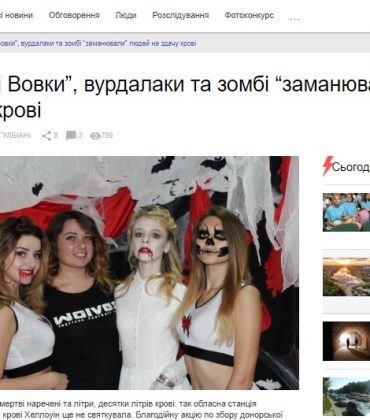 новини Обговорення Люди Розслідування Фотоконкурс
Вовки", вурдалаки та зомбі "заманювали" людей на здачу крові
і Вовки”, вурдалаки та зомбі “заманюва
крові
8 2 759
Сьогод
WOLVES
мертві наречені та літри, десятки літрів крові: так обласна станція
крові Хеллоуїн ще не святкувала. Благодійну акцію по збору донорської